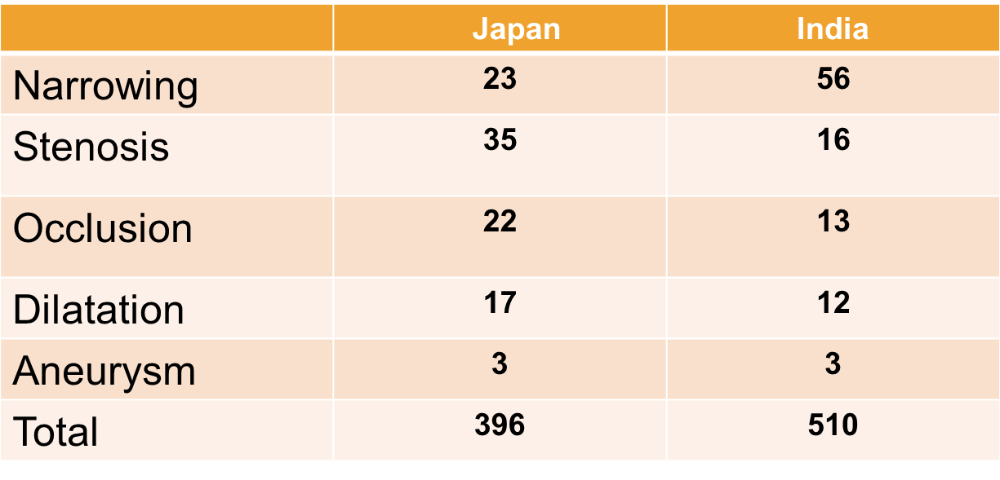 Japan India
Narrowing 23 56
Stenosis 35 16
Occlusion 22 13
Dilatation 17 12
Aneurysm 3 3
Total 396 510